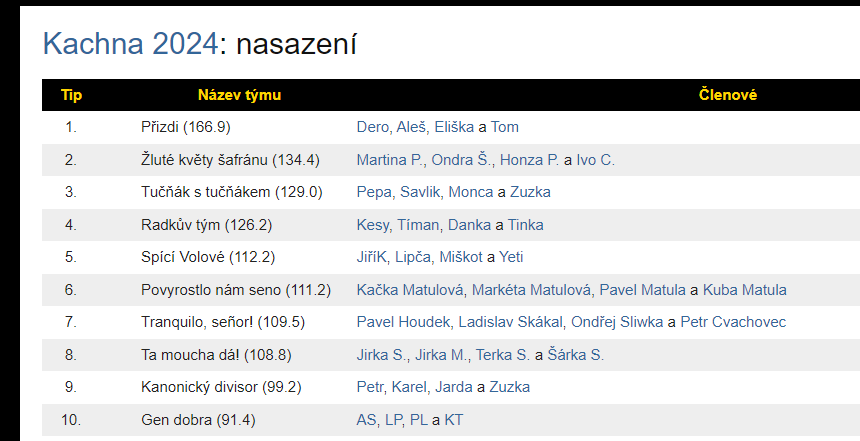 Kachna 2024: nasazení
Tip Název týmu Členové
1. Přizdi (166.9) Dero, Aleš, Eliška a Tom
2. Žluté květy šafránu (134.4) Martina P., Ondra Š., Honza P. a Ivo C.
3. Tučňák s tučňákem (129.0) Pepa, Savlik, Monca a Zuzka
4. Radkův tým (126.2) Kesy, Tíman, Danka a Tinka
5. Spící Volové (112.2) JiříK, Lipča, Miškot a Yeti
6. Povyrostlo nám seno (111.2) Kačka Matulová, Markéta Matulová, Pavel Matula a Kuba Matula
7. Tranquilo, señor! (109.5) Pavel Houdek, Ladislav Skákal, Ondřej Sliwka a Petr Cvachovec
8. Ta moucha dá! (108.8) Jirka S., Jirka M., Terka S. a Šárka S.
9. Kanonický divisor (99.2) Petr, Karel, Jarda a Zuzka
10. Gen dobra (91.4) AS, LP, PL a KT